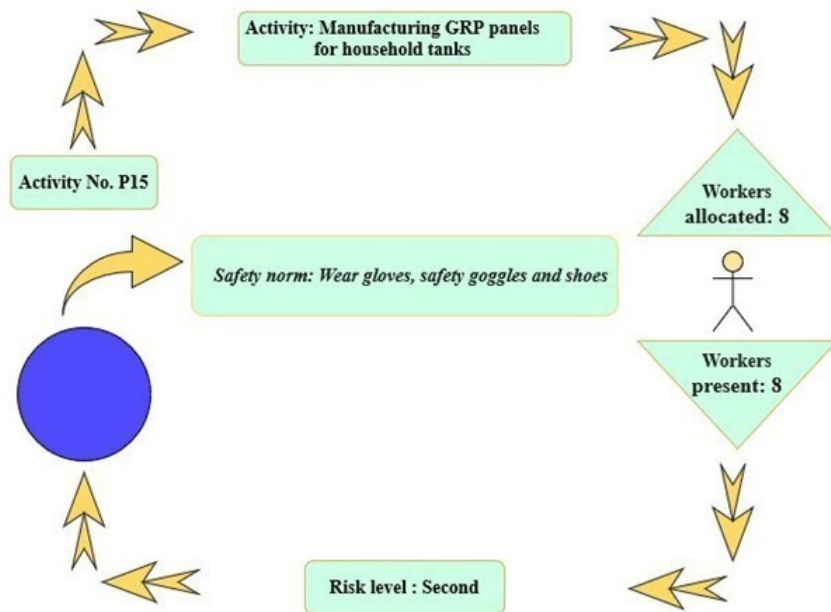 Activity: Manufacturing GRP panels
for household tanks
Activity No. P15
Workers
allocated: 8
Safety norm: Wear gloves, safety goggles and shoes
Workers
present: 8
Risk level : Second